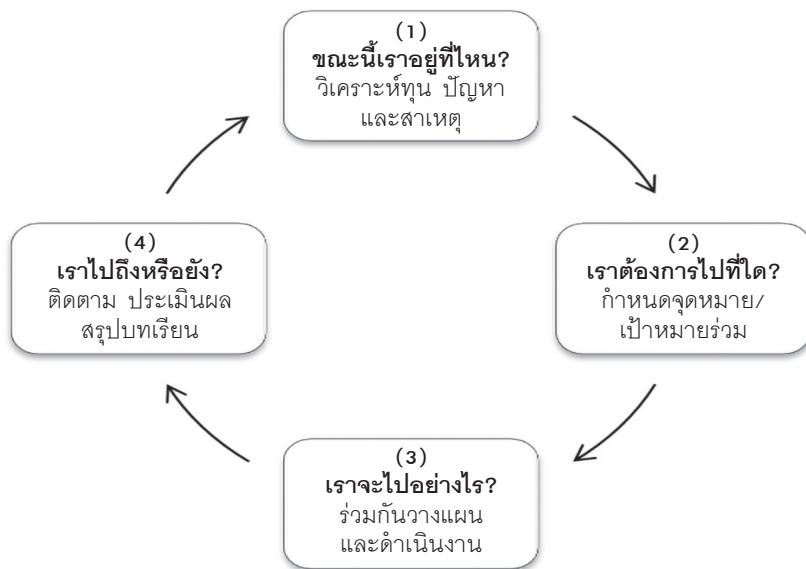 (1)
ขณะนี้เราอยู่ที่ไหน?
วิเคราะห์ทุน ปัญหา
และสาเหตุ
(2)
เราต้องการไปที่ใด?
กำหนดจุดหมาย/
เป้าหมายร่วม
(3)
เราจะไปอย่างไร?
ร่วมกันวางแผน
และดำเนินงาน
(4)
เราไปถึงหรือยัง?
ติดตาม ประเมินผล
สรุปบทเรียน